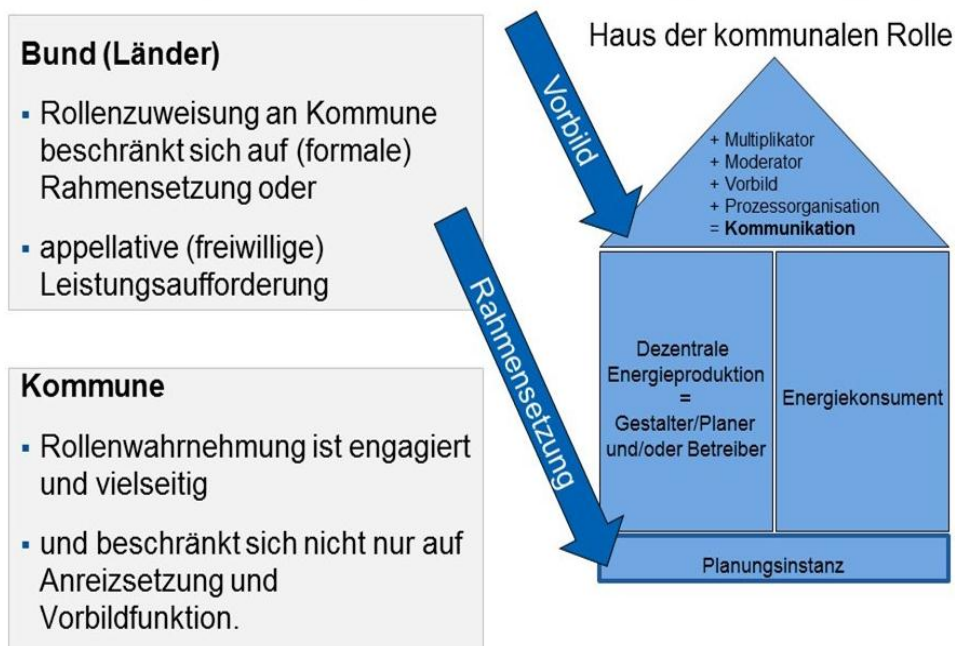 Bund (Länder)
▪ Rollenzuweisung an Kommune
beschränkt sich auf (formale)
Rahmensetzung oder
▪ appellative (freiwillige)
Leistungsaufforderung
Kommune
▪ Rollenwahrnehmung ist engagiert
und vielseitig
▪ und beschränkt sich nicht nur auf
Anreizsetzung und
Vorbildfunktion.
Vorbild
Rahmensetzung
Haus der kommunalen Rolle
+ Multiplikator
+ Moderator
+ Vorbild
+ Prozessorganisation
= Kommunikation
Dezentrale
Energieproduktion
=
Gestalter/Planer
und/oder Betreiber
Energiekonsument
Planungsinstanz